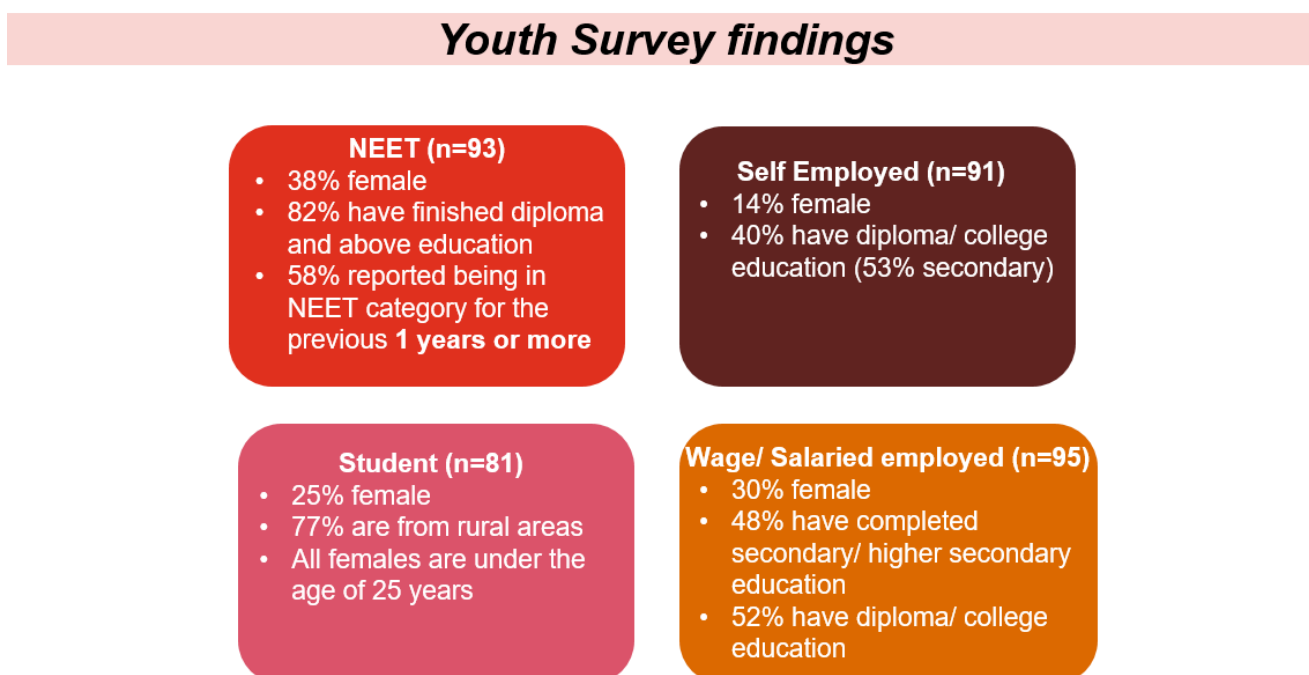 Youth Survey findings
NEET (n=93)
• 38% female
• 82% have finished diploma
and above education
• 58% reported being in
NEET category for the
previous 1 years or more
Self Employed (n=91)
• 14% female
• 40% have diploma/ college
education (53% secondary)
Student (n=81)
• 25% female
• 77% are from rural areas
• All females are under the
age of 25 years
Wage/ Salaried employed (n=95)
• 30% female
• 48% have completed
secondary/ higher secondary
education
• 52% have diploma/ college
education